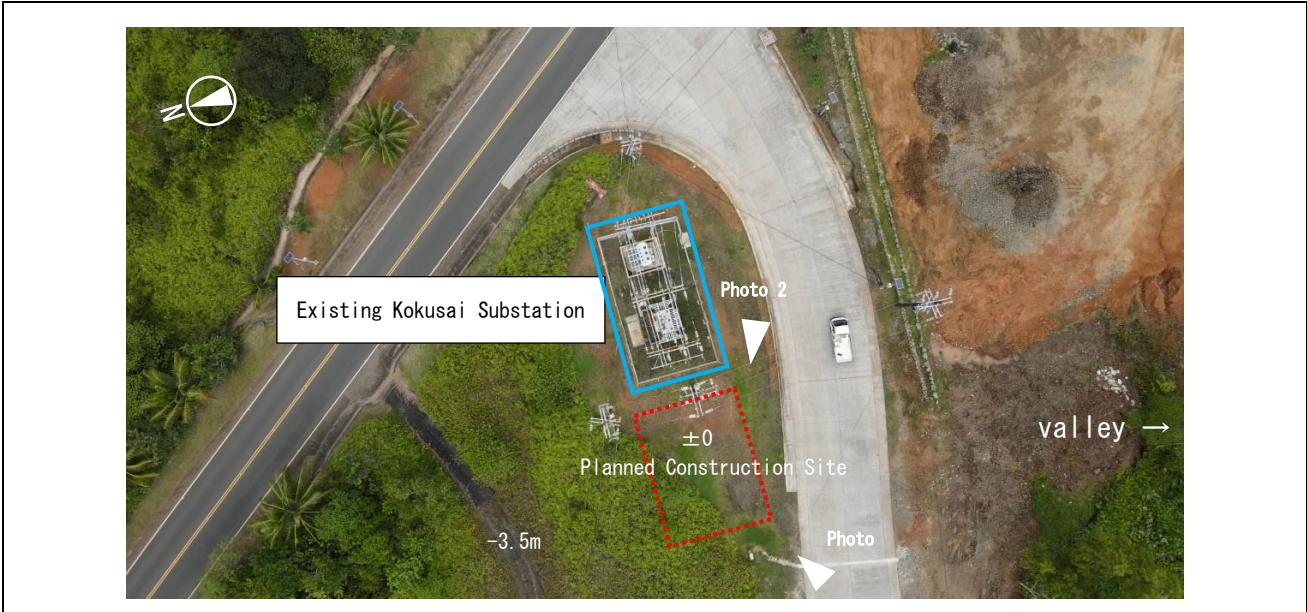 N
Existing Kokusai Substation
Photo 2
valley →
±0
Planned Construction Site
-3.5m
Photo